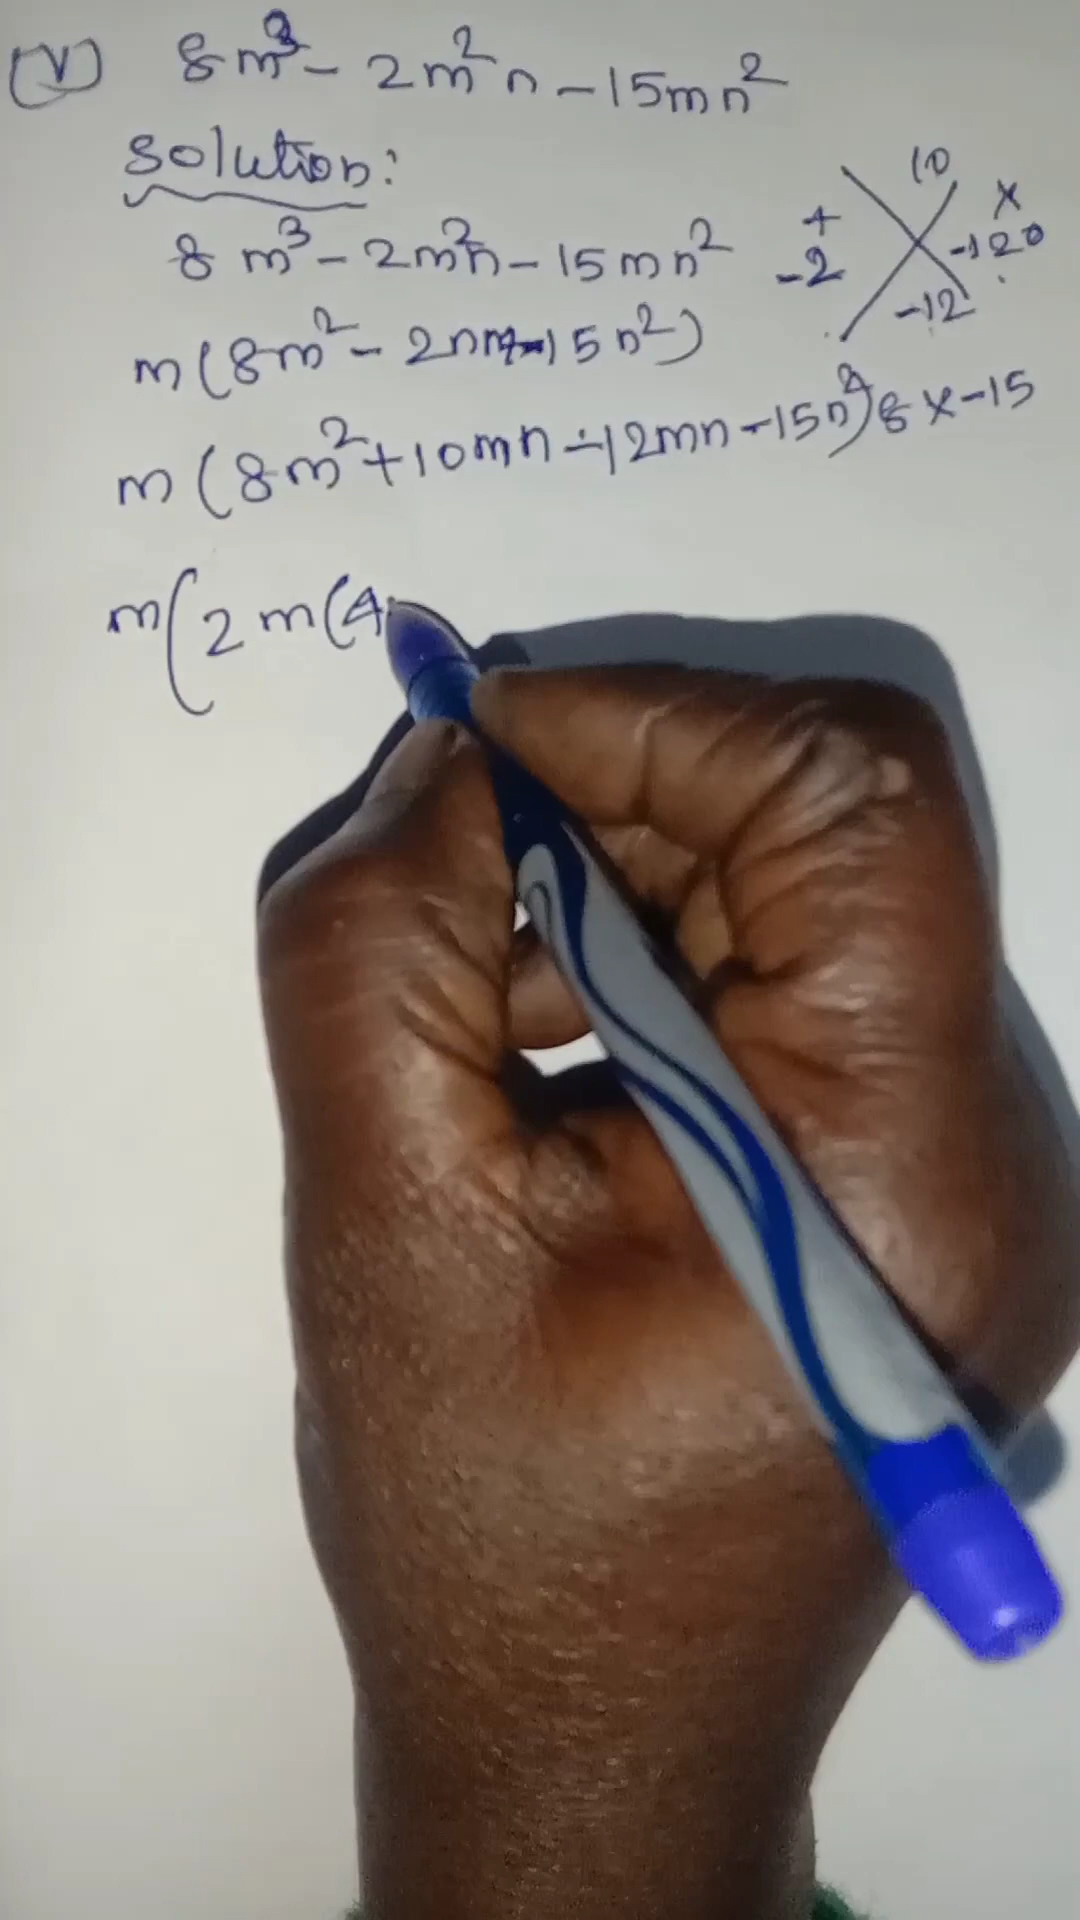 (V) 8m³ - 2m²n - 15mn²
Solution:
8m³ - 2m²n - 15mn²
m(8m² - 2nm - 15n²)
m(8m² + 10mn - 12mn - 15n²)
m(2m(4
10
+ x
-2 -120
-12
8 x -15